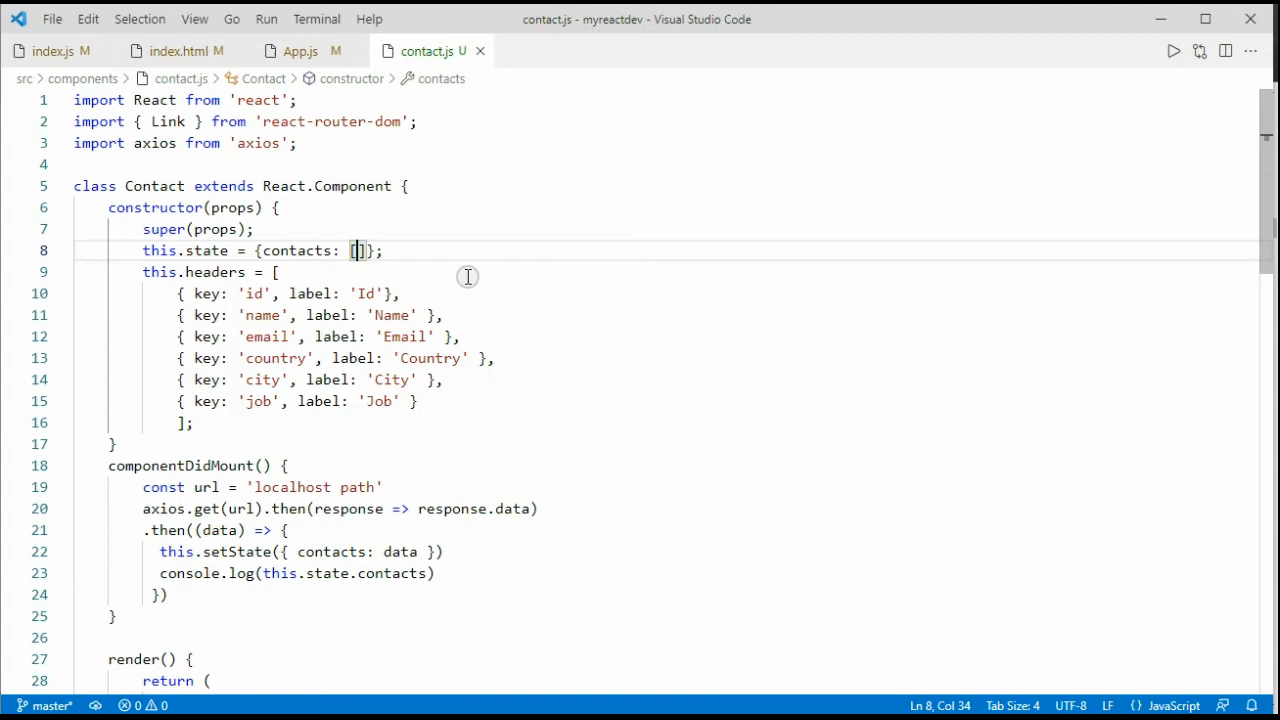 File Edit Selection View Go Run Terminal Help contact.js - myreactdev - Visual Studio Code
index.js M index.html M App.js M contact.js U
src > components > contact.js > Contact > constructor > contacts
1 import React from 'react';
2 import { Link } from 'react-router-dom';
3 import axios from 'axios';
4
5 class Contact extends React.Component {
6 constructor(props) {
7 super(props);
8 this.state = {contacts: []};
9 this.headers = [
10 { key: 'id', label: 'Id'},
11 { key: 'name', label: 'Name' },
12 { key: 'email', label: 'Email' },
13 { key: 'country', label: 'Country' },
14 { key: 'city', label: 'City' },
15 { key: 'job', label: 'Job' }
16 ];
17 }
18 componentDidMount() {
19 const url = 'localhost path'
20 axios.get(url).then(response => response.data)
21 .then((data) => {
22 this.setState({ contacts: data })
23 console.log(this.state.contacts)
24 })
25 }
26
27 render() {
28 return (
master* 0 0 Ln 8, Col 34 Tab Size: 4 UTF-8 LF {} JavaScript